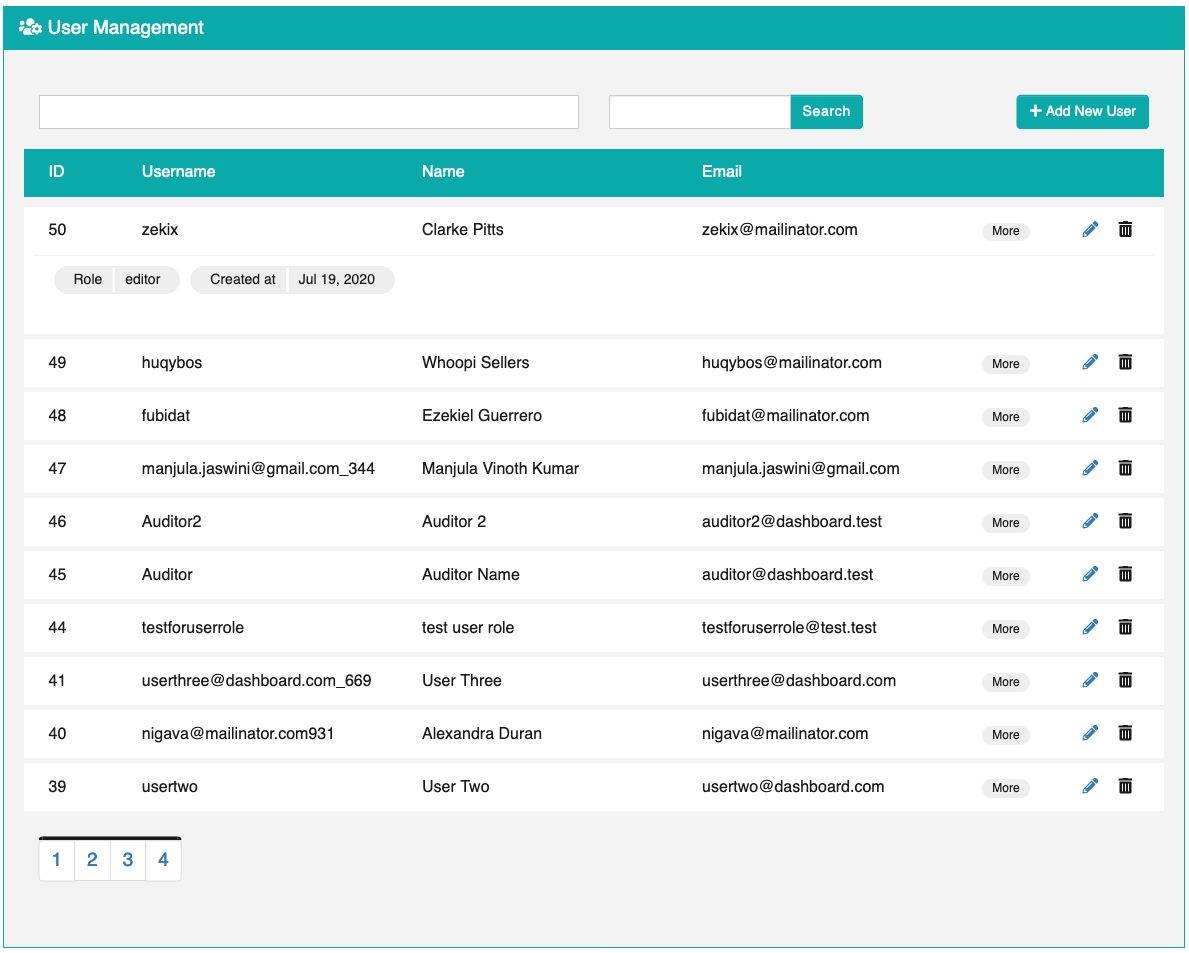 User Management
Search + Add New User
ID Username Name Email
50 zekix Clarke Pitts zekix@mailinator.com More
Role editor Created at Jul 19, 2020
49 huqybos Whoopi Sellers huqybos@mailinator.com More
48 fubidat Ezekiel Guerrero fubidat@mailinator.com More
47 manjula.jaswini@gmail.com_344 Manjula Vinoth Kumar manjula.jaswini@gmail.com More
46 Auditor2 Auditor 2 auditor2@dashboard.test More
45 Auditor Auditor Name auditor@dashboard.test More
44 testforuserrole test user role testforuserrole@test.test More
41 userthree@dashboard.com_669 User Three userthree@dashboard.com More
40 nigava@mailinator.com931 Alexandra Duran nigava@mailinator.com More
39 usertwo User Two usertwo@dashboard.com More
1 2 3 4